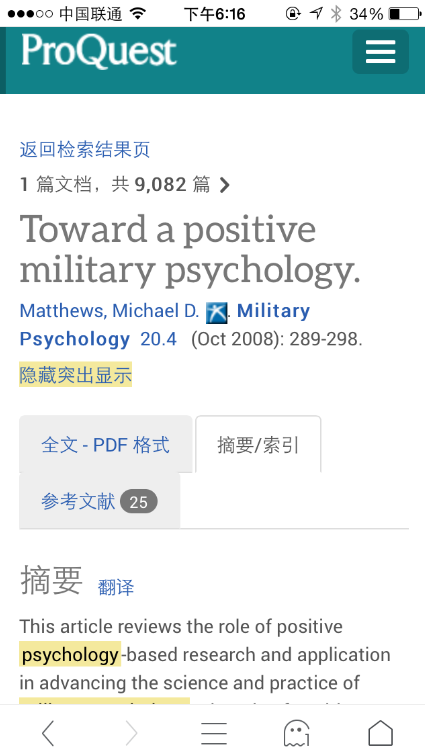 中国联通 下午6:16 34%
ProQuest
返回检索结果页
1 篇文档，共 9,082 篇
Toward a positive
military psychology.
Matthews, Michael D. . Military
Psychology 20.4 (Oct 2008): 289-298.
隐藏突出显示
全文 - PDF 格式 摘要/索引
参考文献 25
摘要 翻译
This article reviews the role of positive
psychology-based research and application
in advancing the science and practice of